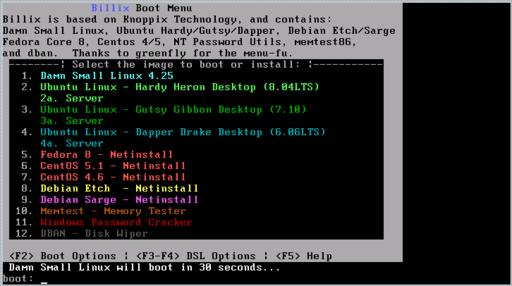 Billix Boot Menu
Billix is based on Knoppix Technology, and contains:
Damn Small Linux, Ubuntu Hardy/Gutsy/Dapper, Debian Etch/Sarge
Fedora Core 8, Centos 4/5, NT Password Utils, memtest86,
and dban.  Thanks to greenfly for the menu-fu.
--------¦ Select the image to boot or install: ¦-----------
1. Damn Small Linux 4.25
2. Ubuntu Linux - Hardy Heron Desktop (8.04LTS)
2a. Server
3. Ubuntu Linux - Gutsy Gibbon Desktop (7.10)
3a. Server
4. Ubuntu Linux - Dapper Drake Desktop (6.06LTS)
4a. Server
5. Fedora 8 - Netinstall
6. CentOS 5.1 - Netinstall
7. CentOS 4.6 - Netinstall
8. Debian Etch  - Netinstall
9. Debian Sarge - Netinstall
10. Memtest - Memory Tester
11. Windows Password Cracker
12. DBAN - Disk Wiper
<F2> Boot Options ¦ <F3-F4> DSL Options ¦ <F5> Help
Damn Small Linux will boot in 30 seconds...
boot: _